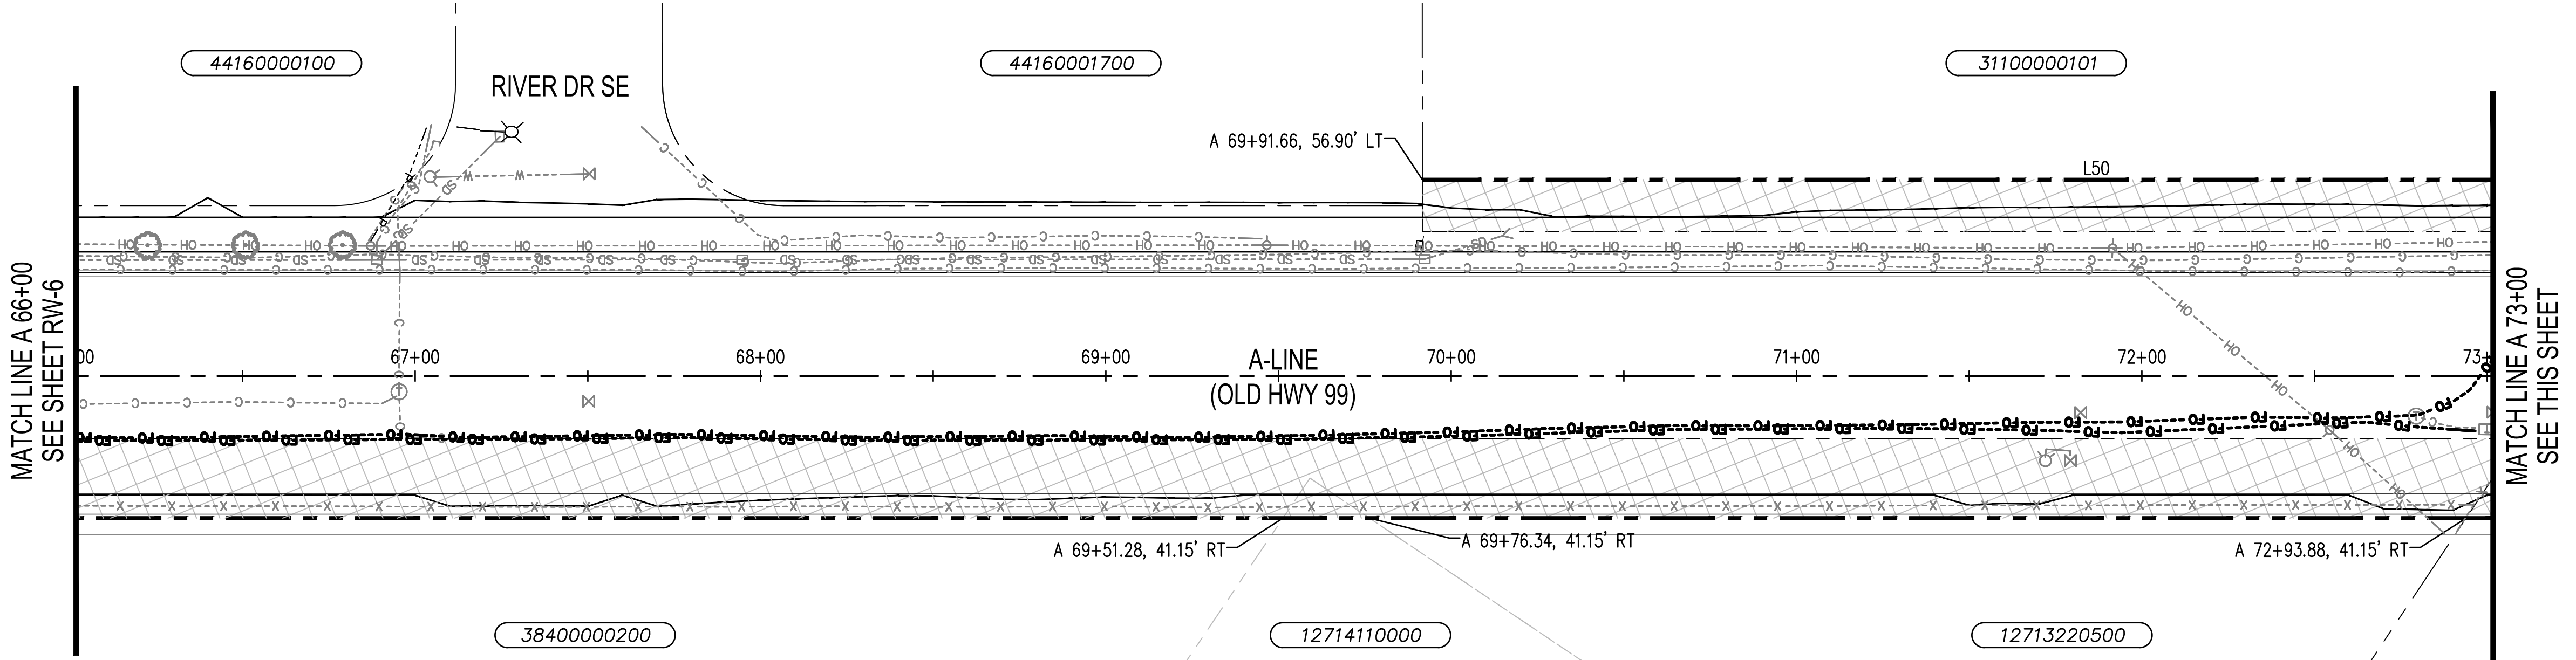 44160000100
44160001700
31100000101
RIVER DR SE
A 69+91.66, 56.90' LT
L50
MATCH LINE A 66+00
SEE SHEET RW-6
00
67+00
68+00
69+00
A-LINE
(OLD HWY 99)
70+00
71+00
72+00
73+
MATCH LINE A 73+00
SEE THIS SHEET
A 69+51.28, 41.15' RT
A 69+76.34, 41.15' RT
A 72+93.88, 41.15' RT
38400000200
12714110000
12713220500